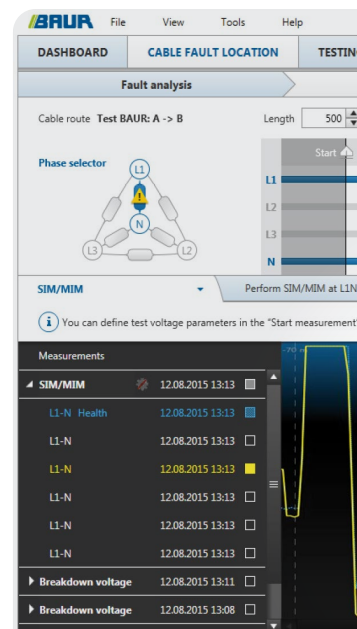 BAUR File View Tools Help
DASHBOARD CABLE FAULT LOCATION TESTING
Fault analysis
Cable route Test BAUR: A -> B Length 500
Start
Phase selector
L1
N
L3 L2
L1
L2
L3
N
SIM/MIM Perform SIM/MIM at L1N
i You can define test voltage parameters in the "Start measurement"
Measurements
-70 m
SIM/MIM 12.08.2015 13:13
L1-N Health 12.08.2015 13:13
L1-N 12.08.2015 13:13
L1-N 12.08.2015 13:13
L1-N 12.08.2015 13:13
L1-N 12.08.2015 13:13
L1-N 12.08.2015 13:13
Breakdown voltage 12.08.2015 13:11
Breakdown voltage 12.08.2015 13:08